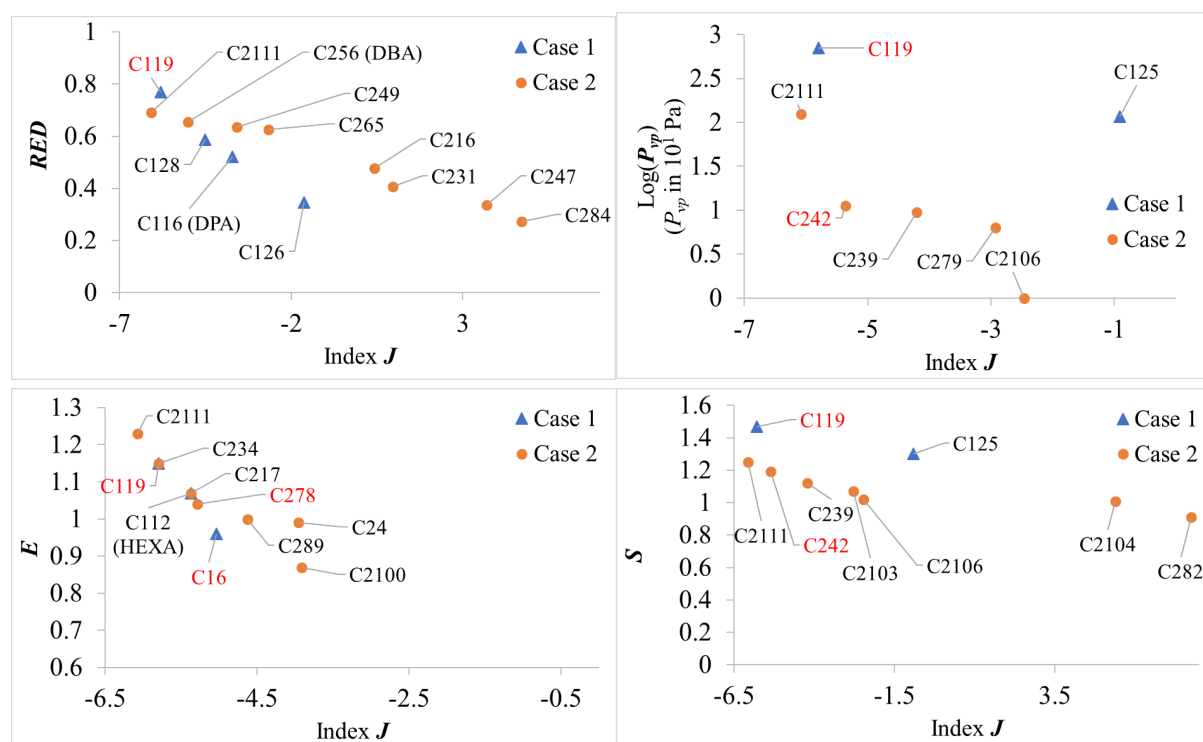 1
0.8
0.6
0.4
0.2
0
RED
-7
-2
3
Index J
C119
C2111
C256 (DBA)
C249
C265
C128
C116 (DPA)
C126
C216
C231
C247
C284
Case 1
Case 2
3
2.5
2
1.5
1
0.5
0
Log(Pvp)
(Pvp in 10¹ Pa)
-7
-5
-3
-1
Index J
C119
C125
C2111
C242
C239
C279
C2106
Case 1
Case 2
1.3
1.2
1.1
1
0.9
0.8
0.7
0.6
E
-6.5
-4.5
-2.5
-0.5
Index J
C2111
C234
C119
C217
C278
C112
(HEXA)
C16
C289
C24
C2100
Case 1
Case 2
1.6
1.4
1.2
1
0.8
0.6
0.4
0.2
0
S
-6.5
-1.5
3.5
Index J
C119
C125
C2111
C242
C239
C2103
C2106
C2104
C282
Case 1
Case 2